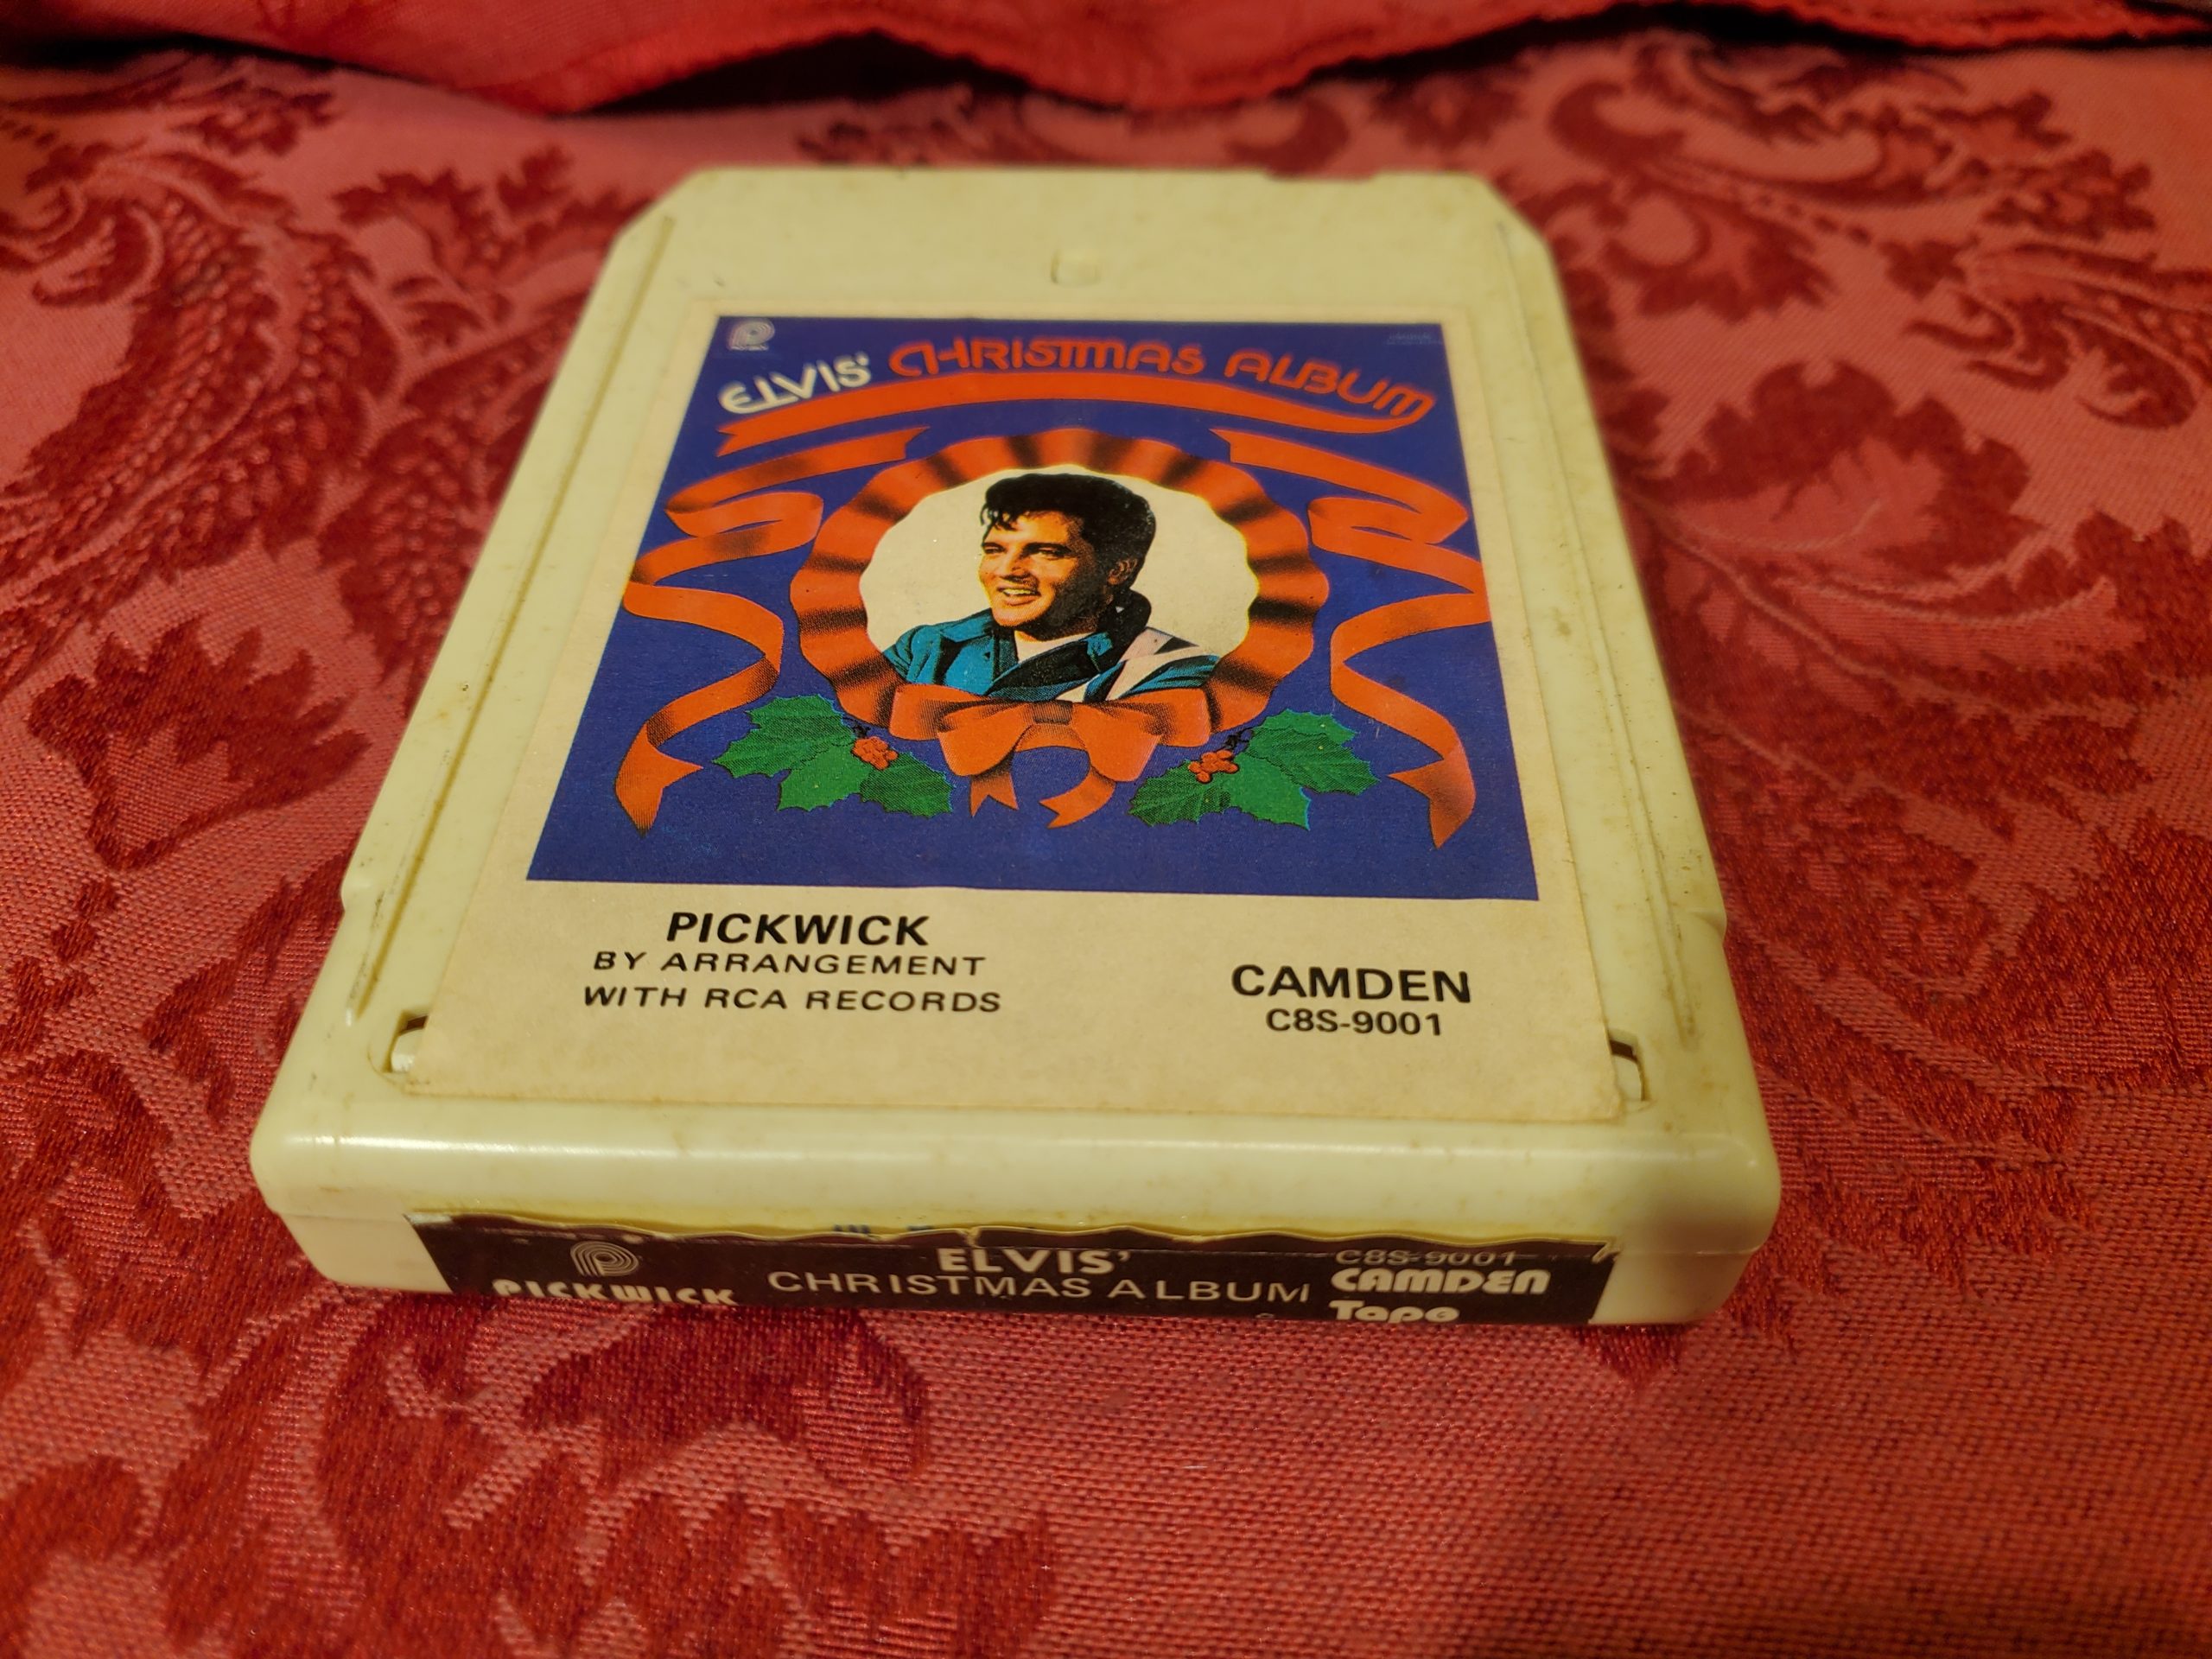 ELVIS' CHRISTMAS ALBUM
PICKWICK
BY ARRANGEMENT
WITH RCA RECORDS
CAMDEN
C8S-9001
PICKWICK
ELVIS'
CHRISTMAS ALBUM
C8S-9001
CAMDEN
Tape